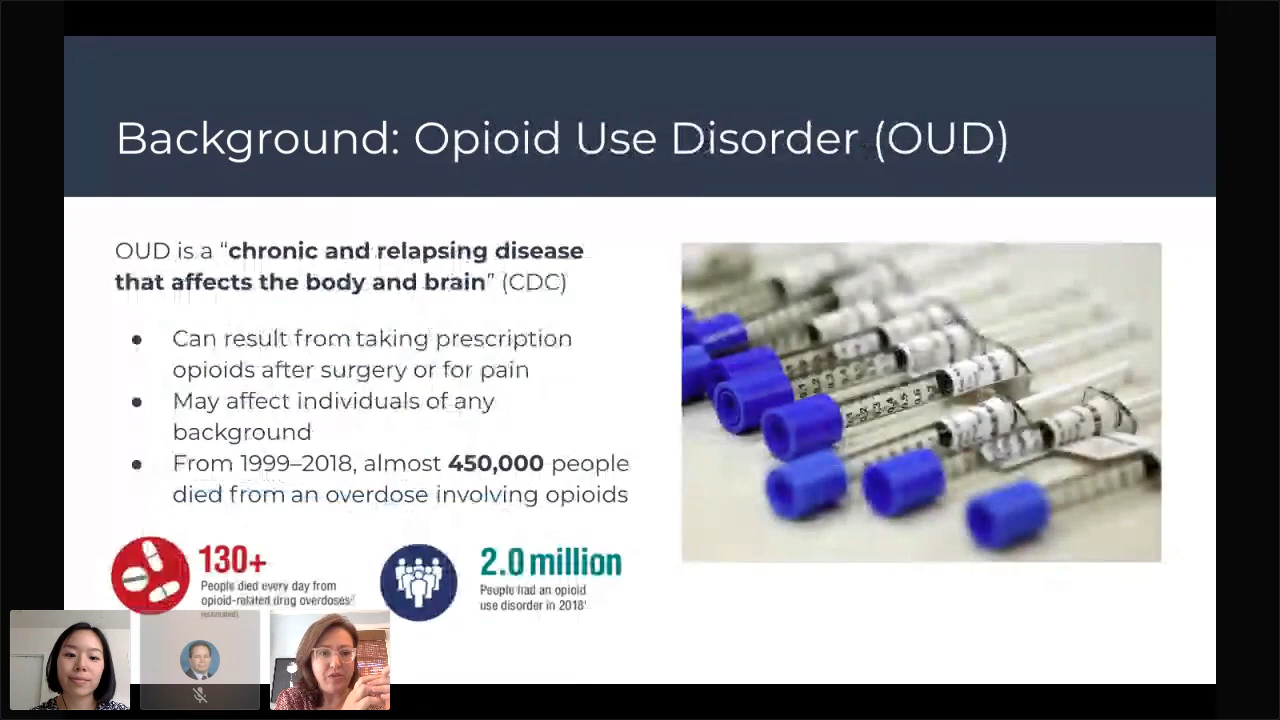 Background: Opioid Use Disorder (OUD)
OUD is a “chronic and relapsing disease
that affects the body and brain” (CDC)
● Can result from taking prescription
opioids after surgery or for pain
● May affect individuals of any
background
● From 1999–2018, almost 450,000 people
died from an overdose involving opioids
130+
People died every day from
opioid-related drug overdoses
(estimated)
2.0 million
People had an opioid
use disorder in 2018¹